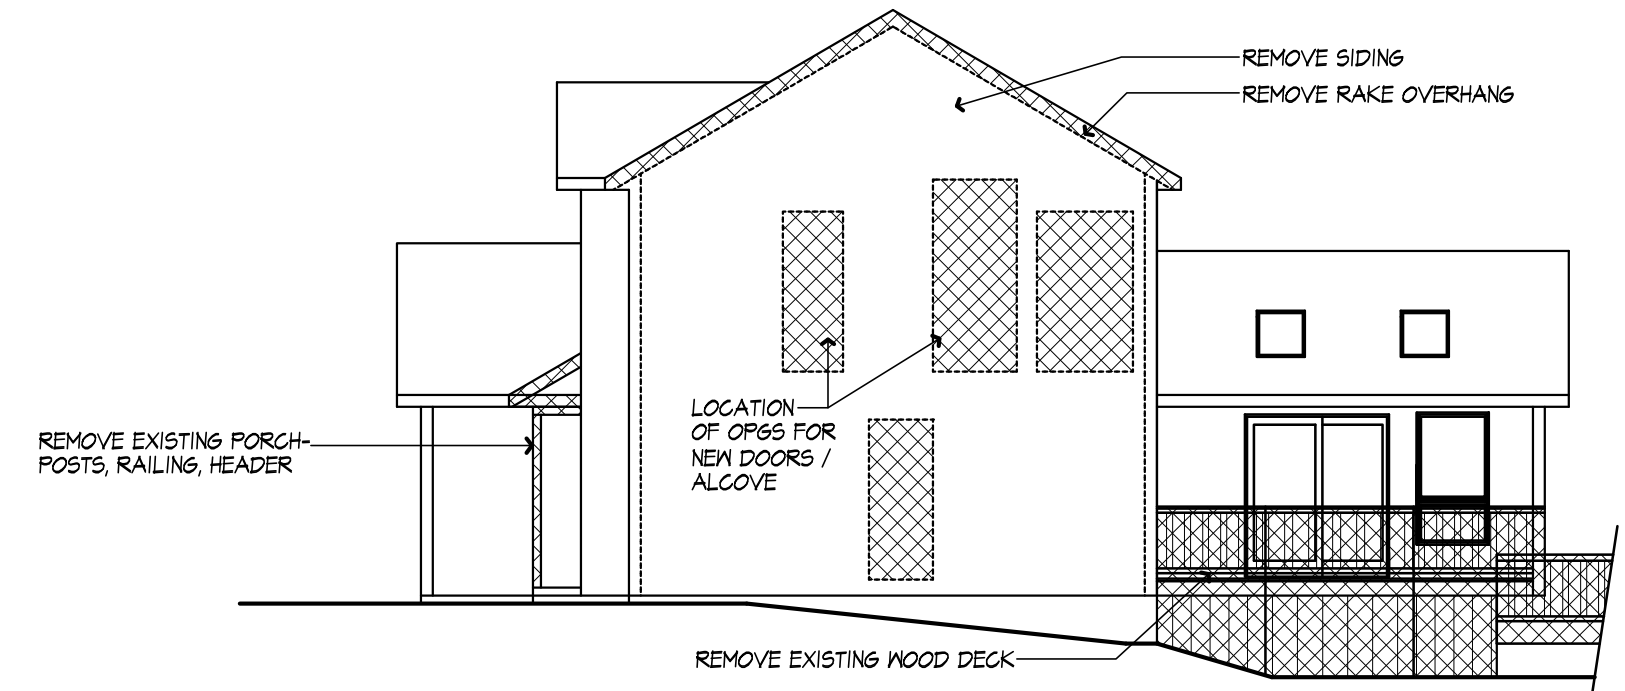 REMOVE SIDING
REMOVE RAKE OVERHANG
LOCATION
OF OPGS FOR
NEW DOORS /
ALCOVE
REMOVE EXISTING PORCH-
POSTS, RAILING, HEADER
REMOVE EXISTING WOOD DECK